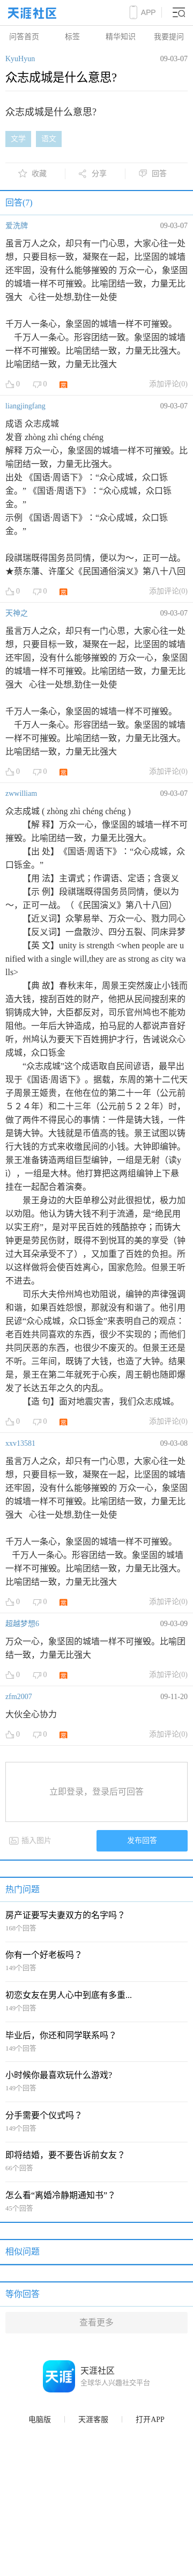 天涯社区
APP
问答首页 标签 精华知识 我要提问
KyuHyun 09-03-07
众志成城是什么意思?
众志成城是什么意思?
文学 语文
收藏 分享 回答
回答(7)
爱洗牌 09-03-07
虽言万人之众，却只有一门心思，大家心往一处
想，只要目标一致，凝聚在一起，比坚固的城墙
还牢固，没有什么能够摧毁的 万众一心，象坚固
的城墙一样不可摧毁。比喻团结一致，力量无比
强大 心往一处想,劲往一处使
千万人一条心，象坚固的城墙一样不可摧毁。
千万人一条心。形容团结一致。象坚固的城墙
一样不可摧毁。比喻团结一致，力量无比强大。
比喻团结一致，力量无比强大
0 0 添加评论(0)
liangjingfang 09-03-07
成语 众志成城
发音 zhòng zhì chéng chéng
解释 万众一心，象坚固的城墙一样不可摧毁。比
喻团结一致，力量无比强大。
出处 《国语·周语下》：“众心成城，众口铄
金。” 《国语·周语下》：“众心成城，众口铄
金。”
示例 《国语·周语下》：“众心成城，众口铄
金。”
段祺瑞既得国务员同情，便以为～，正可一战。
★蔡东藩、许廑父《民国通俗演义》第八十八回
0 0 添加评论(0)
天神之 09-03-07
虽言万人之众，却只有一门心思，大家心往一处
想，只要目标一致，凝聚在一起，比坚固的城墙
还牢固，没有什么能够摧毁的 万众一心，象坚固
的城墙一样不可摧毁。比喻团结一致，力量无比
强大 心往一处想,劲往一处使
千万人一条心，象坚固的城墙一样不可摧毁。
千万人一条心。形容团结一致。象坚固的城墙
一样不可摧毁。比喻团结一致，力量无比强大。
比喻团结一致，力量无比强大
0 0 添加评论(0)
zwwilliam 09-03-07
众志成城 ( zhòng zhì chéng chéng )
【解 释】万众一心，像坚固的城墙一样不可
摧毁。比喻团结一致，力量无比强大。
【出 处】 《国语·周语下》：“众心成城，众
口铄金。”
【用 法】主谓式；作谓语、定语；含褒义
【示 例】段祺瑞既得国务员同情，便以为
～，正可一战。（《民国演义》第八十八回）
【近义词】众擎易举、万众一心、戮力同心
【反义词】一盘散沙、四分五裂、同床异梦
【英 文】unity is strength <when people are u
nified with a single will,they are as strong as city wa
lls>
【典 故】春秋末年，周景王突然废止小钱而
造大钱，搜刮百姓的财产，他把从民间搜刮来的
铜铸成大钟，大臣都反对，司乐官州鸠也不能劝
阻他。一年后大钟造成，拍马屁的人都说声音好
听，州鸠认为要天下百姓拥护才行，告诫说众心
成城，众口铄金
“众志成城”这个成语取自民间谚语，最早出
现于《国语·周语下》。据载，东周的第十二代天
子周景王姬贵，在他在位的第二十一年（公元前
５２４年）和二十三年（公元前５２２年）时，
做了两件不得民心的事情：一件是铸大钱，一件
是铸大钟。大钱就是币值高的钱。景王试图以铸
行大钱的方式来收缴民间的小钱。大钟即编钟。
景王准备铸造两组巨型编钟，一组是无射（读yì
），一组是大林。他打算把这两组编钟上下悬
挂在一起配合着演奏。
景王身边的大臣单穆公对此很担忧，极力加
以劝阻。他认为铸大钱不利于流通，是“绝民用
以实王府”，是对平民百姓的残酷掠夺；而铸大
钟更是劳民伤财，既得不到悦耳的美的享受（钟
过大耳朵承受不了），又加重了百姓的负担。所
以这样做将会使百姓离心，国家危险。但景王听
不进去。
司乐大夫伶州鸠也劝阻说，编钟的声律强调
和谐，如果百姓怨恨，那就没有和谐了。他引用
民谚“众心成城，众口铄金”来表明自己的观点：
老百姓共同喜欢的东西，很少不实现的；而他们
共同厌恶的东西，也很少不废灭的。但景王还是
不听。三年间，既铸了大钱，也造了大钟。结果
是，景王在第二年就死于心疾，周王朝也随即爆
发了长达五年之久的内乱。
【造 句】面对地震灾害，我们众志成城。
0 0 添加评论(0)
xxv13581 09-03-08
虽言万人之众，却只有一门心思，大家心往一处
想，只要目标一致，凝聚在一起，比坚固的城墙
还牢固，没有什么能够摧毁的 万众一心，象坚固
的城墙一样不可摧毁。比喻团结一致，力量无比
强大 心往一处想,劲往一处使
千万人一条心，象坚固的城墙一样不可摧毁。
千万人一条心。形容团结一致。象坚固的城墙
一样不可摧毁。比喻团结一致，力量无比强大。
比喻团结一致，力量无比强大
0 0 添加评论(0)
超越梦想6 09-03-09
万众一心，象坚固的城墙一样不可摧毁。比喻团
结一致，力量无比强大
0 0 添加评论(0)
zfm2007 09-11-20
大伙全心协力
0 0 添加评论(0)
立即登录，登录后可回答
插入图片 发布回答
热门问题
房产证要写夫妻双方的名字吗？
168个回答
你有一个好老板吗？
149个回答
初恋女友在男人心中到底有多重...
149个回答
毕业后，你还和同学联系吗？
149个回答
小时候你最喜欢玩什么游戏?
149个回答
分手需要个仪式吗？
149个回答
即将结婚，要不要告诉前女友？
66个回答
怎么看“离婚冷静期通知书”？
45个回答
相似问题
等你回答
查看更多
天涯
天涯社区
全球华人兴趣社交平台
电脑版 天涯客服 打开APP